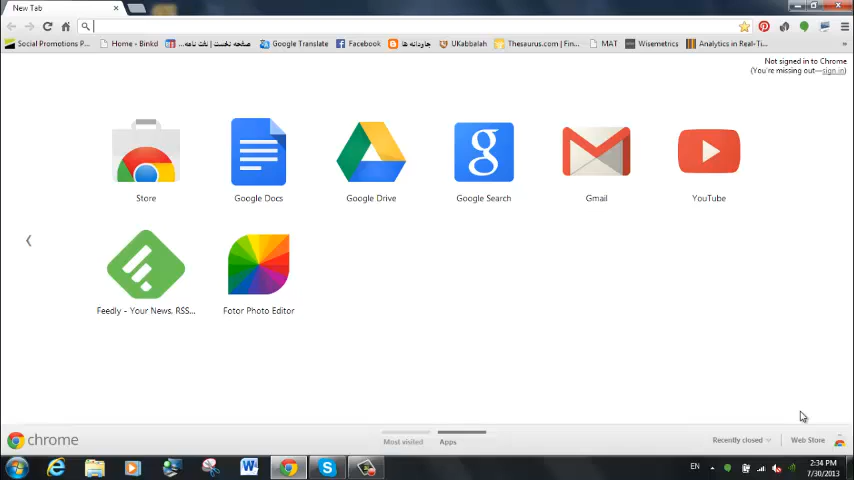 New Tab
Social Promotions P...
Home - Binkd
صفحه نخست | نفت نامه...
Google Translate
Facebook
جاودانه ها
UKabbalah
Thesaurus.com | Fin...
MAT
Wisemetrics
Analytics in Real-Ti...
»
Not signed in to Chrome
(You're missing out—sign in)
Store
Google Docs
Google Drive
Google Search
Gmail
YouTube
Feedly - Your News, RSS...
Fotor Photo Editor
chrome
Most visited
Apps
Recently closed
Web Store
EN
2:34 PM
7/30/2013